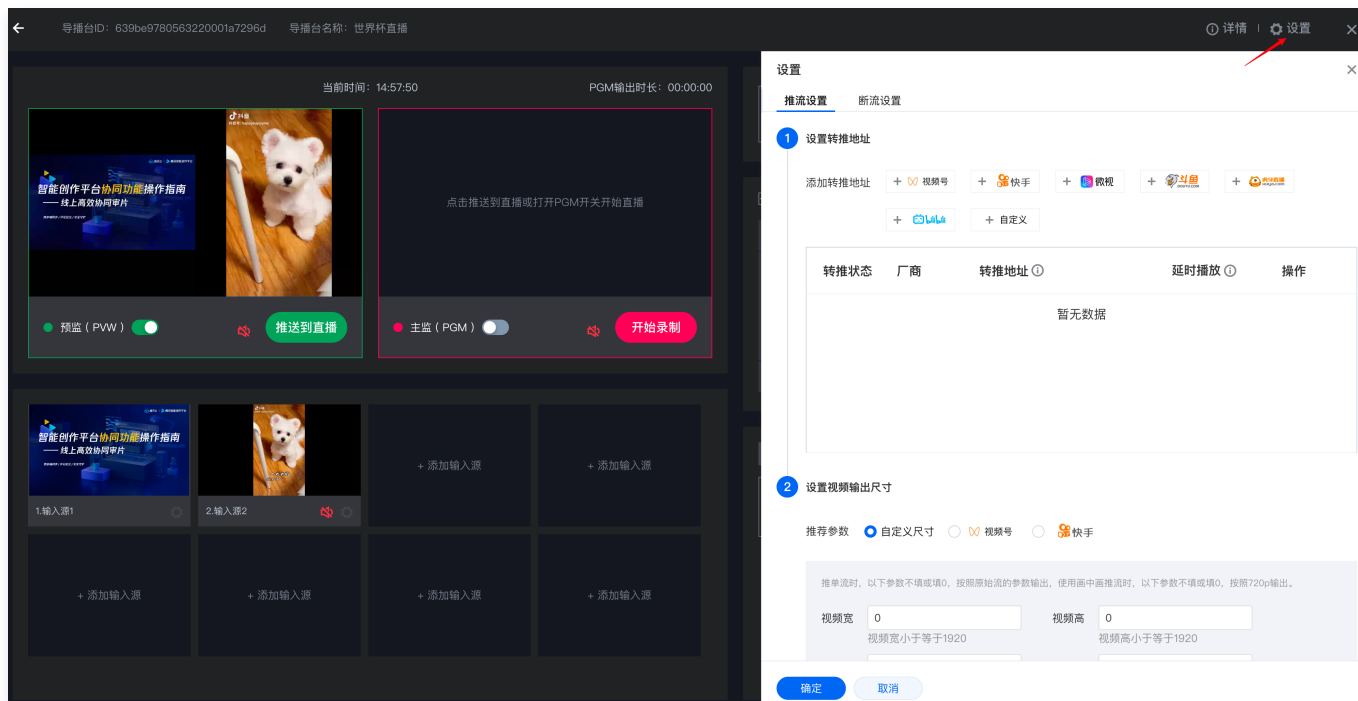 导播台ID: 639be9780563220001a7296d 导播台名称: 世界杯直播
详情 设置
当前时间: 14:57:50 PGM输出时长: 00:00:00
抖音
智能创作平台协同功能操作指南
—— 线上高效协同审片
点击推送到直播或打开PGM开关开始直播
预监 ( PVW ) 推送到直播
主监 ( PGM ) 开始录制
智能创作平台协同功能操作指南
—— 线上高效协同审片
+ 添加输入源
+ 添加输入源
1.输入源1
2.输入源2
+ 添加输入源
+ 添加输入源
+ 添加输入源
+ 添加输入源
设置
推流设置 断流设置
1 设置转推地址
添加转推地址 + 视频号 + 快手 + 微视 + 斗鱼 +
+ bilibili + 自定义
转推状态 厂商 转推地址 延时播放 操作
暂无数据
2 设置视频输出尺寸
推荐参数 自定义尺寸 视频号 快手
推单流时，以下参数不填或填0，按照原始流的参数输出，使用画中画推流时，以下参数不填或填0，按照720p输出。
视频宽 0 视频高 0
视频宽小于等于1920 视频高小于等于1920
确定 取消